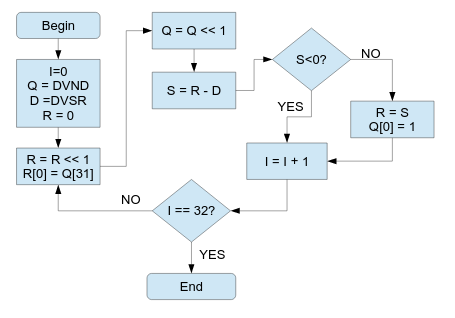 Begin
I=0
Q = DVND
D =DVSR
R = 0
R = R << 1
R[0] = Q[31]
Q = Q << 1
S = R - D
S<0?
NO
YES
R = S
Q[0] = 1
I = I + 1
I == 32?
NO
YES
End